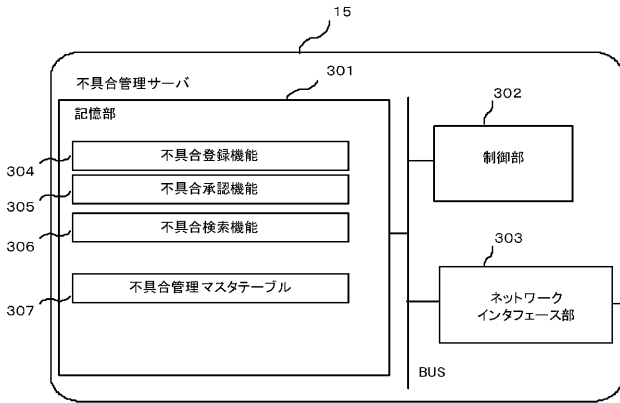 15
不具合管理サーバ
301
記憶部
302
304
不具合登録機能
制御部
305
不具合承認機能
306
不具合検索機能
303
307
不具合管理マスタテーブル
ネットワーク
インタフェース部
BUS